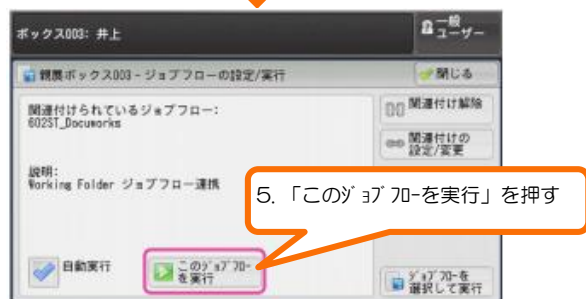 ボックス003: 井上
一般
ユーザー
親展ボックス003 - ジョブフローの設定/実行
閉じる
関連付けられているジョブフロー:
602ST_Docuworks
関連付け解除
関連付けの
設定/変更
説明:
Working Folder ジョブフロー連携
5. 「このジョブフローを実行」を押す
自動実行
このジョブフロー
を実行
ジョブフローを
選択して実行